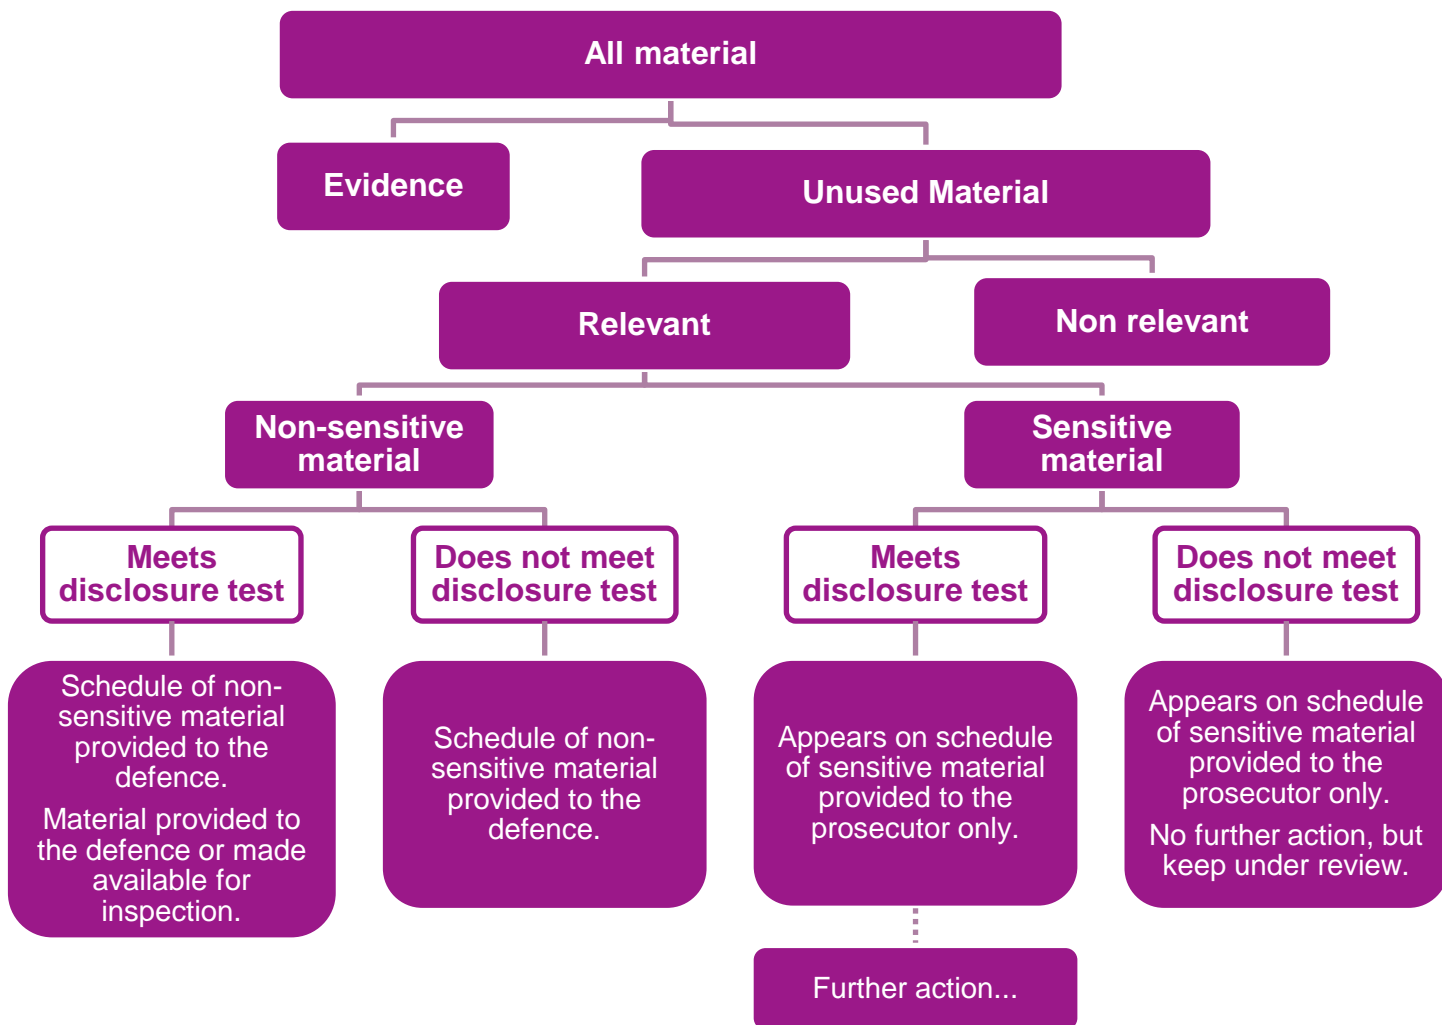 All material
Evidence
Unused Material
Relevant
Non relevant
Non-sensitive
material
Sensitive
material
Meets
disclosure test
Does not meet
disclosure test
Meets
disclosure test
Does not meet
disclosure test
Schedule of non-
sensitive material
provided to the
defence.
Material provided to
the defence or made
available for
inspection.
Schedule of non-
sensitive material
provided to the
defence.
Appears on schedule
of sensitive material
provided to the
prosecutor only.
Appears on schedule
of sensitive material
provided to the
prosecutor only.
No further action, but
keep under review.
Further action...